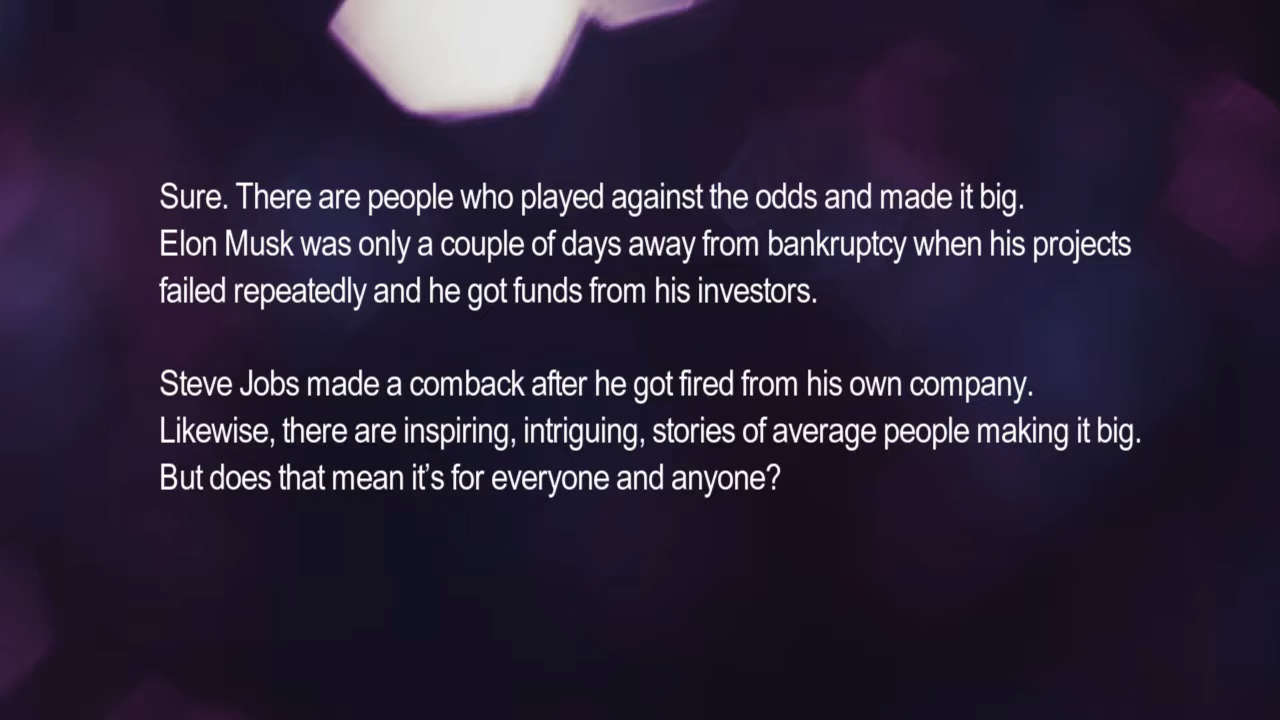 Sure. There are people who played against the odds and made it big.
Elon Musk was only a couple of days away from bankruptcy when his projects
failed repeatedly and he got funds from his investors.
Steve Jobs made a comback after he got fired from his own company.
Likewise, there are inspiring, intriguing, stories of average people making it big.
But does that mean it’s for everyone and anyone?